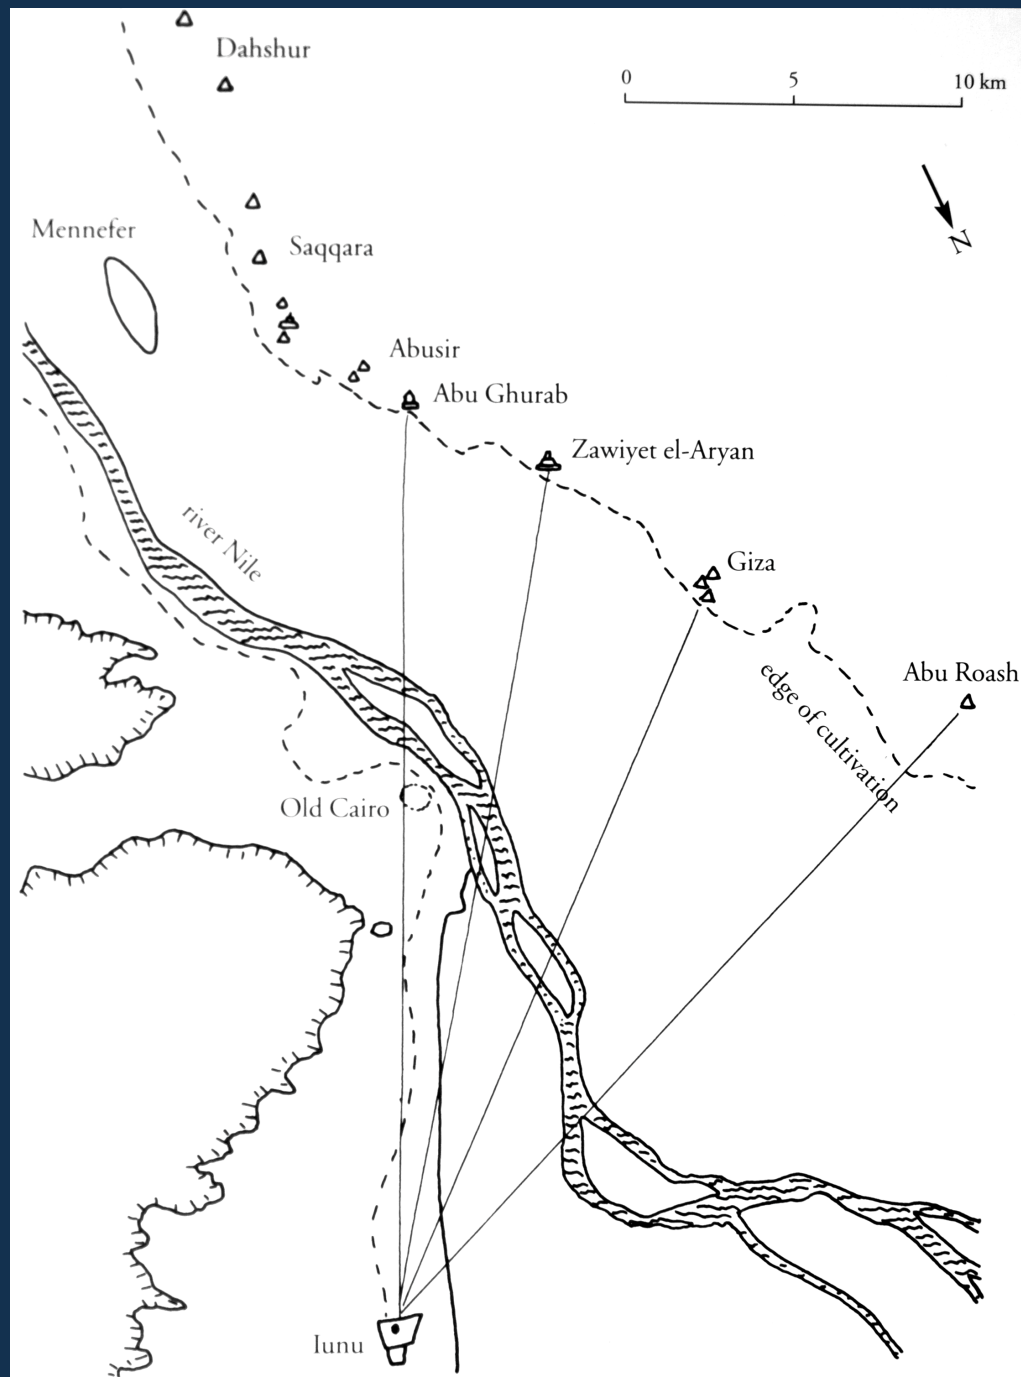 Dahshur
0 5 10 km
N
Mennefer
Saqqara
Abusir
Abu Ghurab
Zawiyet el-Aryan
river Nile
Giza
Abu Roash
edge of cultivation
Old Cairo
Iunu